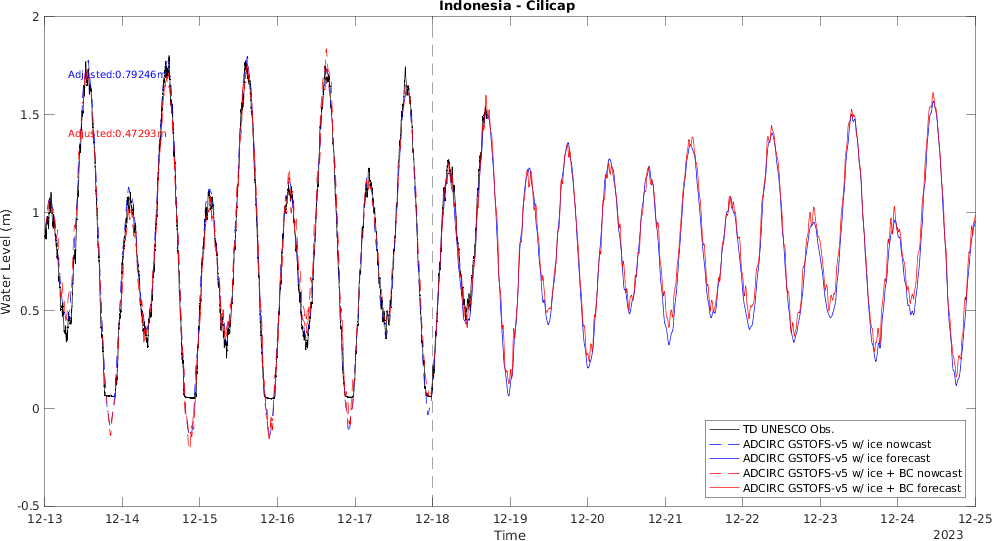 Indonesia - Cilicap
2
1.5
1
0.5
0
-0.5
Water Level (m)
Adjusted:0.79246m
Adjusted:0.47293m
TD UNESCO Obs.
ADCIRC GSTOFS-v5 w/ ice nowcast
ADCIRC GSTOFS-v5 w/ ice forecast
ADCIRC GSTOFS-v5 w/ ice + BC nowcast
ADCIRC GSTOFS-v5 w/ ice + BC forecast
12-13 12-14 12-15 12-16 12-17 12-18 12-19 12-20 12-21 12-22 12-23 12-24 12-25
Time
2023